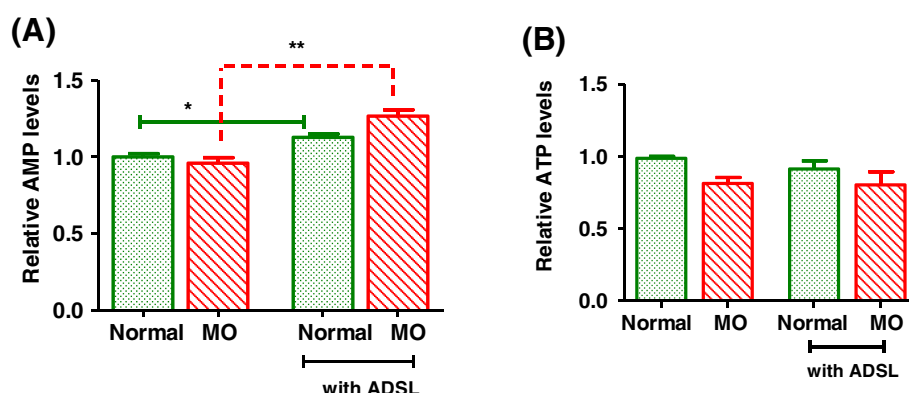 (A)
Relative AMP levels
1.5
1.0
0.5
0.0
*
**
Normal MO Normal MO
with ADSL
(B)
Relative ATP levels
1.5
1.0
0.5
0.0
Normal MO Normal MO
with ADSL